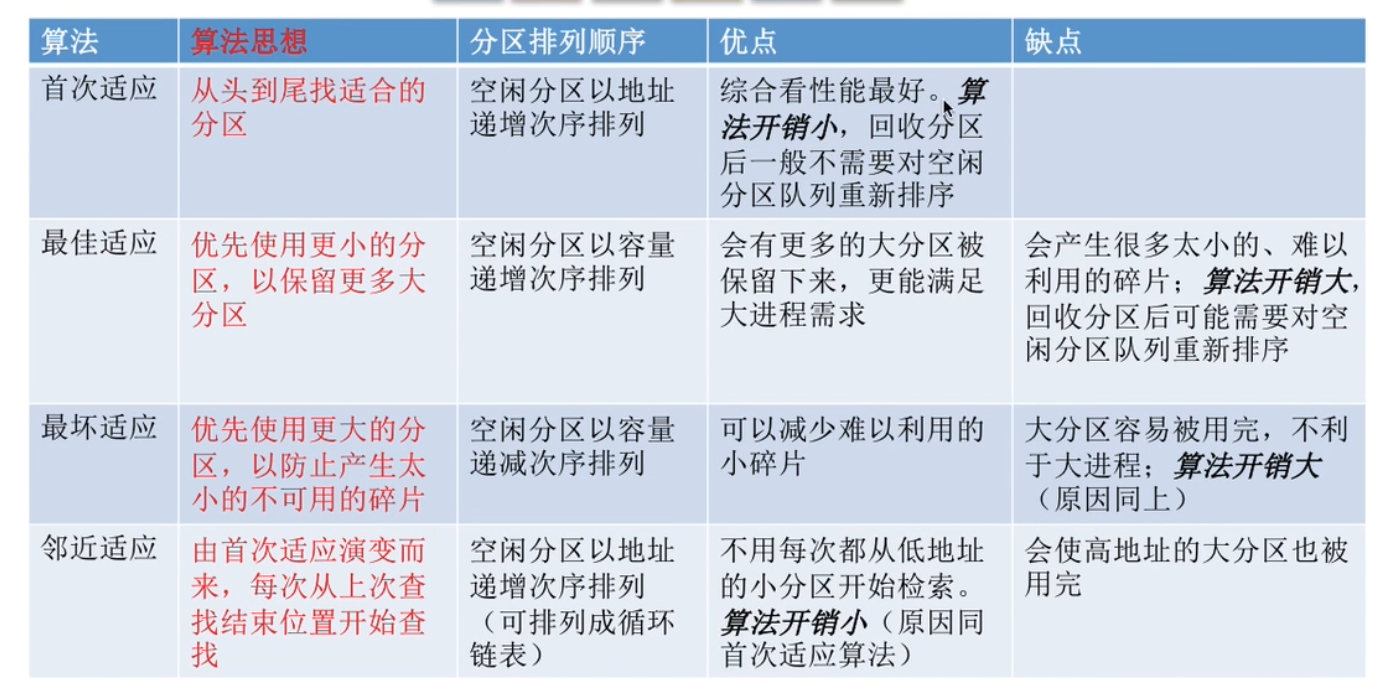 算法
算法思想
分区排列顺序
优点
缺点
首次适应
从头到尾找适合的
分区
空闲分区以地址
递增次序排列
综合看性能最好。算
法开销小，回收分区
后一般不需要对空闲
分区队列重新排序
最佳适应
优先使用更小的分
区，以保留更多大
分区
空闲分区以容量
递增次序排列
会有更多的大分区被
保留下来，更能满足
大进程需求
会产生很多太小的、难以
利用的碎片；算法开销大，
回收分区后可能需要对空
闲分区队列重新排序
最坏适应
优先使用更大的分
区，以防止产生太
小的不可用的碎片
空闲分区以容量
递减次序排列
可以减少难以利用的
小碎片
大分区容易被用完，不利
于大进程；算法开销大
（原因同上）
邻近适应
由首次适应演变而
来，每次从上次查
找结束位置开始查
找
空闲分区以地址
递增次序排列
（可排列成循环
链表）
不用每次都从低地址
的小分区开始检索。
算法开销小（原因同
首次适应算法）
会使高地址的大分区也被
用完